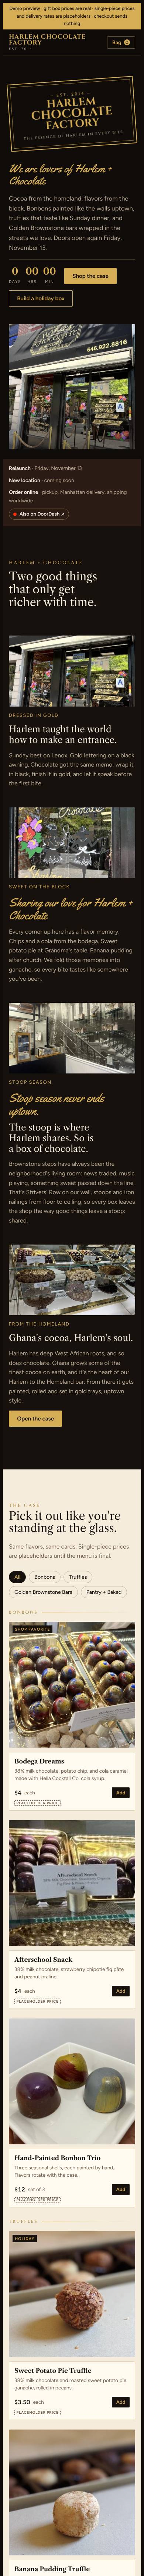 Demo preview · gift box prices are real · single-piece prices
and delivery rates are placeholders · checkout sends
nothing
HARLEM CHOCOLATE
FACTORY
EST. 2014
Bag 0
EST. 2014
HARLEM
CHOCOLATE
FACTORY
THE ESSENCE OF HARLEM IN EVERY BITE
We are lovers of Harlem +
Chocolate
Cocoa from the homeland, flavors from the
block. Bonbons painted like the walls uptown,
truffles that taste like Sunday dinner, and
Golden Brownstone bars wrapped in the
streets we love. Doors open again Friday,
November 13.
0 00 00
DAYS HRS MIN
Shop the case
Build a holiday box
646.922.8816
A
Relaunch · Friday, November 13
New location · coming soon
Order online · pickup, Manhattan delivery, shipping
worldwide
Also on DoorDash ↗
HARLEM + CHOCOLATE
Two good things
that only get
richer with time.
A
DRESSED IN GOLD
Harlem taught the world
how to make an entrance.
Sunday best on Lenox. Gold lettering on a black
awning. Chocolate got the same memo: wrap it
in black, finish it in gold, and let it speak before
the first bite.
Chocolate
SWEET ON THE BLOCK
Sharing our love for Harlem +
Chocolate
Every corner up here has a flavor memory.
Chips and a cola from the bodega. Sweet
potato pie at Grandma's table. Banana pudding
after church. We fold those memories into
ganache, so every bite tastes like somewhere
you've been.
STOOP SEASON
Stoop season never ends
uptown.
The stoop is where
Harlem shares. So is
a box of chocolate.
Brownstone steps have always been the
neighborhood's living room: news traded, music
playing, something sweet passed down the line.
That's Strivers' Row on our wall, stoops and iron
railings from floor to ceiling, so every box leaves
the shop the way good things leave a stoop:
shared.
FROM THE HOMELAND
Ghana's cocoa, Harlem's soul.
Harlem has deep West African roots, and so
does chocolate. Ghana grows some of the
finest cocoa on earth, and it's the heart of our
Harlem to the Homeland bar. From there it gets
painted, rolled and set in gold trays, uptown
style.
Open the case
THE CASE
Pick it out like you're
standing at the glass.
Same flavors, same cards. Single-piece prices
are placeholders until the menu is final.
All Bonbons Truffles
Golden Brownstone Bars Pantry + Baked
BONBONS
SHOP FAVORITE
Bodega Dreams
38% milk chocolate, potato chip, and cola caramel
made with Hella Cocktail Co. cola syrup.
$4 each Add
PLACEHOLDER PRICE
Afterschool Snack
Afterschool Snack
38% milk chocolate, strawberry chipotle fig pâte
and peanut praline.
$4 each Add
PLACEHOLDER PRICE
Hand-Painted Bonbon Trio
Three seasonal shells, each painted by hand.
Flavors rotate with the case.
$12 set of 3 Add
PLACEHOLDER PRICE
TRUFFLES
HOLIDAY
Sweet Potato Pie Truffle
38% milk chocolate and roasted sweet potato pie
ganache, rolled in pecans.
$3.50 each Add
PLACEHOLDER PRICE
Banana Pudding Truffle